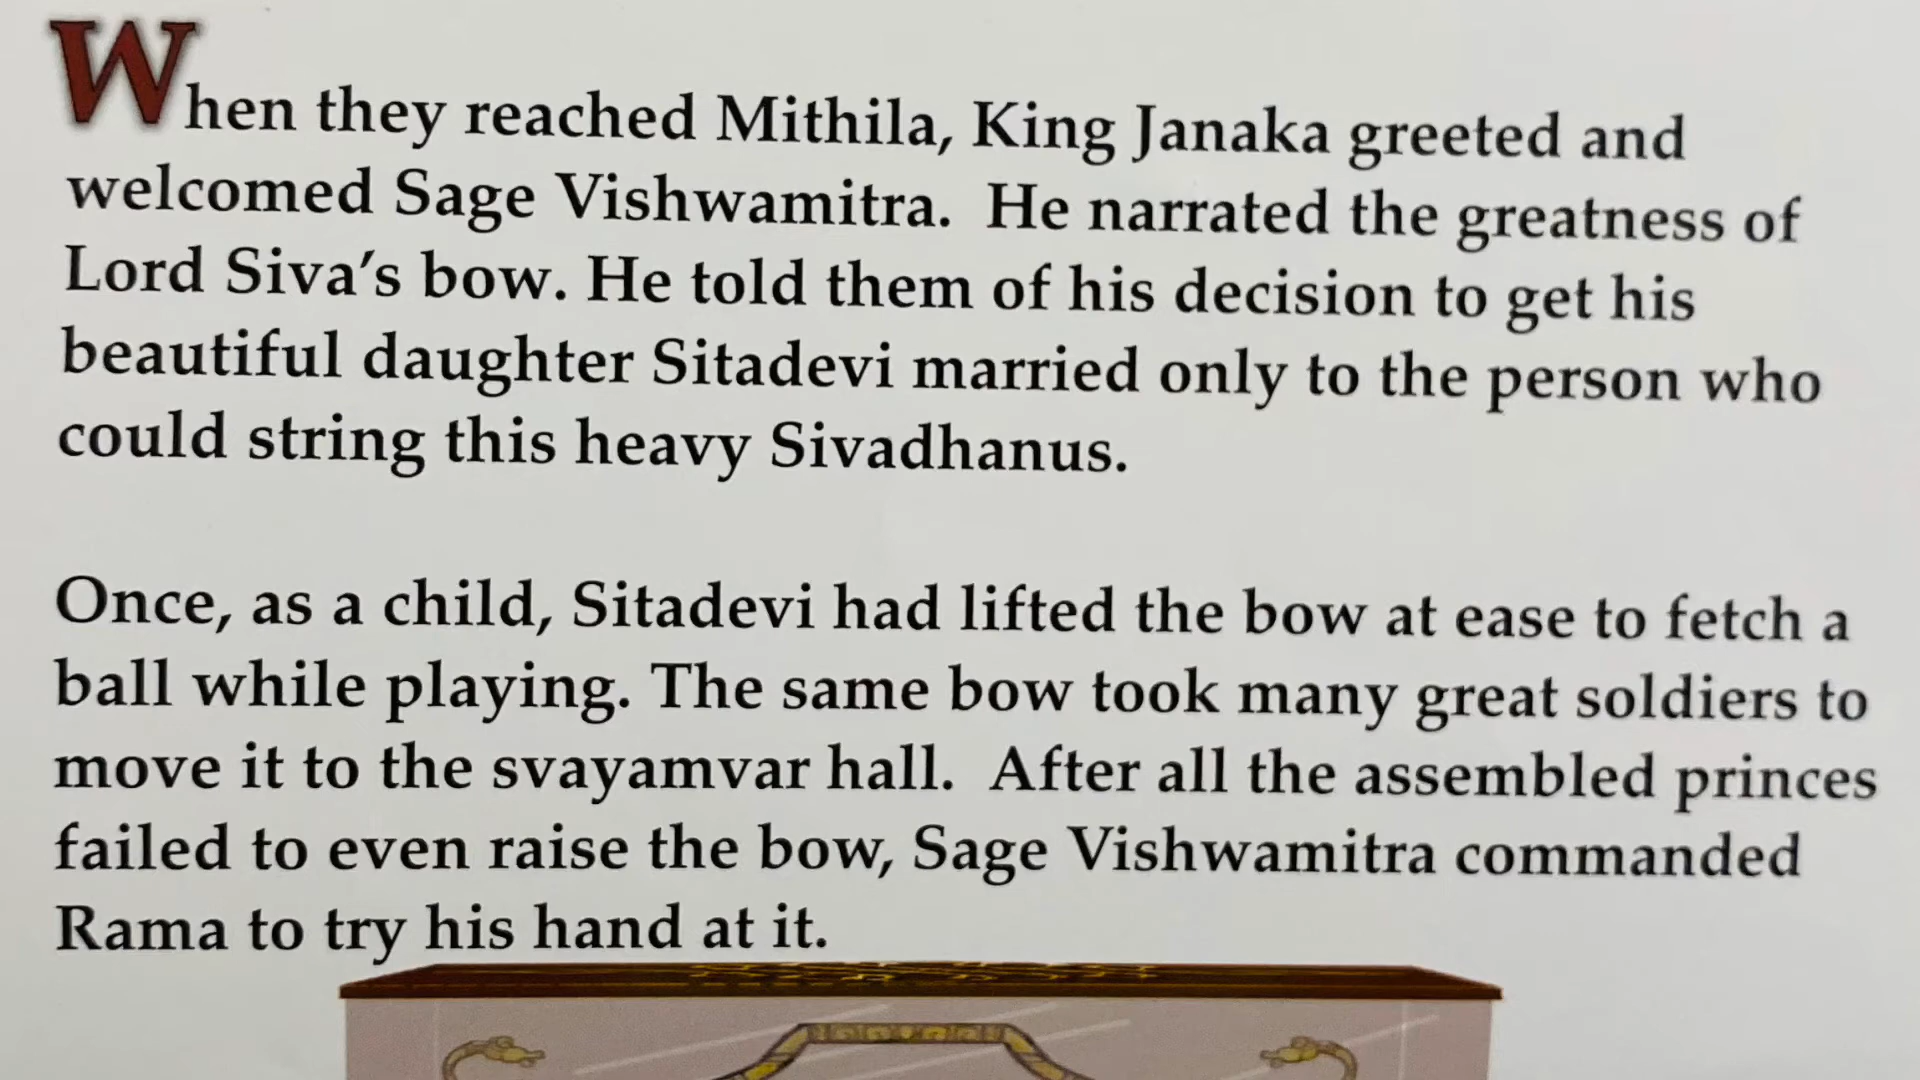 When they reached Mithila, King Janaka greeted and
welcomed Sage Vishwamitra. He narrated the greatness of
Lord Siva's bow. He told them of his decision to get his
beautiful daughter Sitadevi married only to the person who
could string this heavy Sivadhanus.
Once, as a child, Sitadevi had lifted the bow at ease to fetch a
ball while playing. The same bow took many great soldiers to
move it to the svayamvar hall. After all the assembled princes
failed to even raise the bow, Sage Vishwamitra commanded
Rama to try his hand at it.